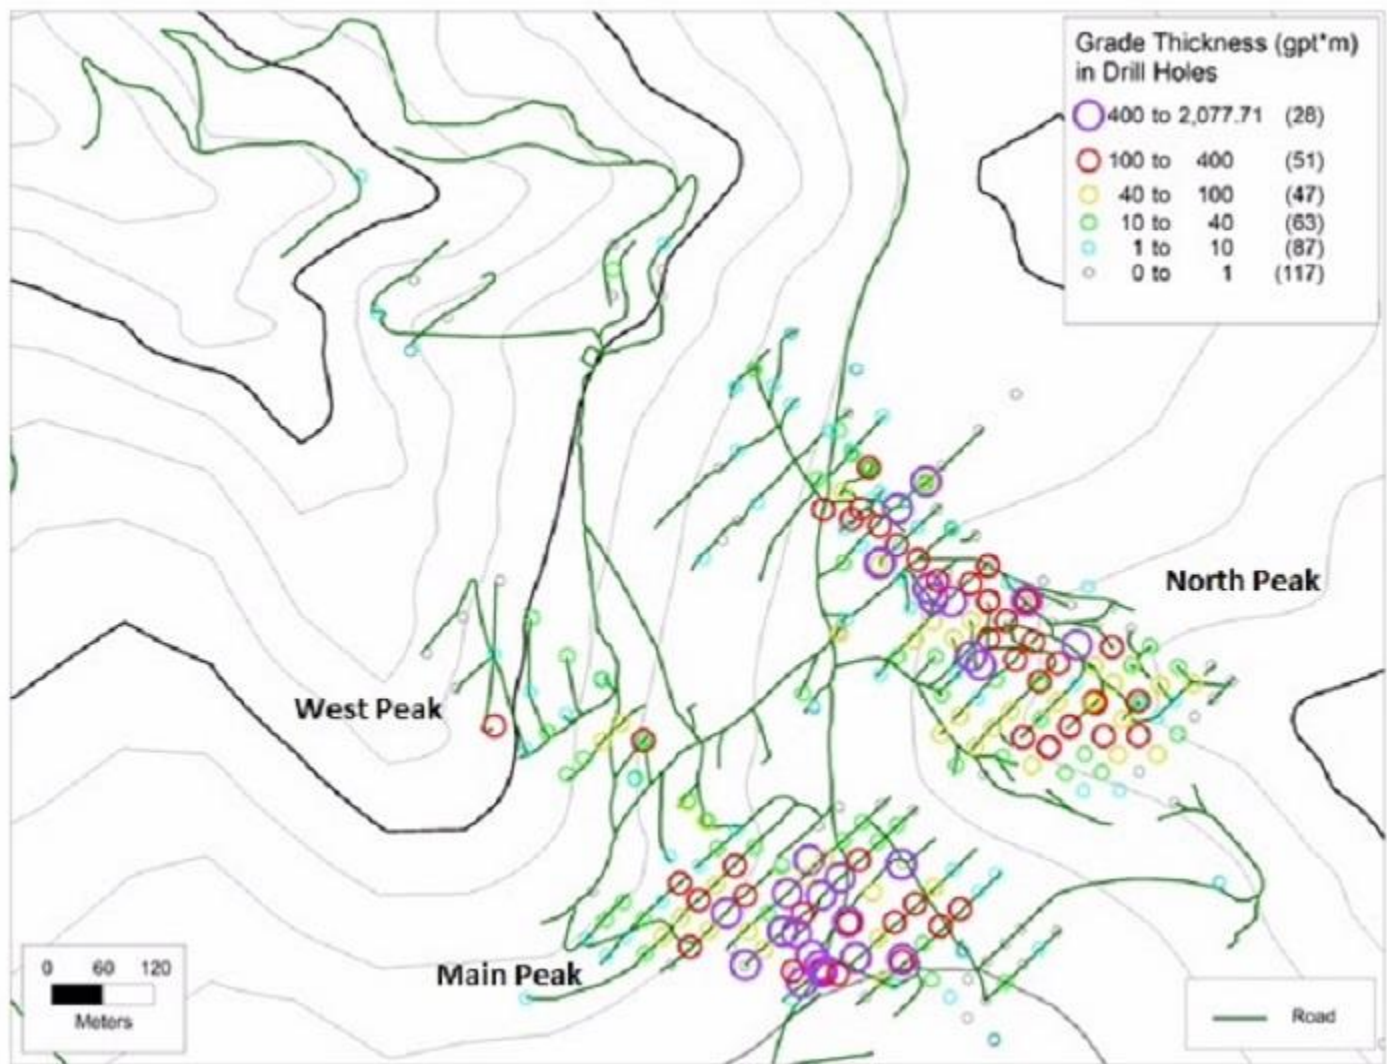 Grade Thickness (gpt*m)
in Drill Holes
400 to 2,077.71 (28)
100 to 400 (51)
40 to 100 (47)
10 to 40 (63)
1 to 10 (87)
0 to 1 (117)
North Peak
West Peak
Main Peak
0 60 120
Meters
Road